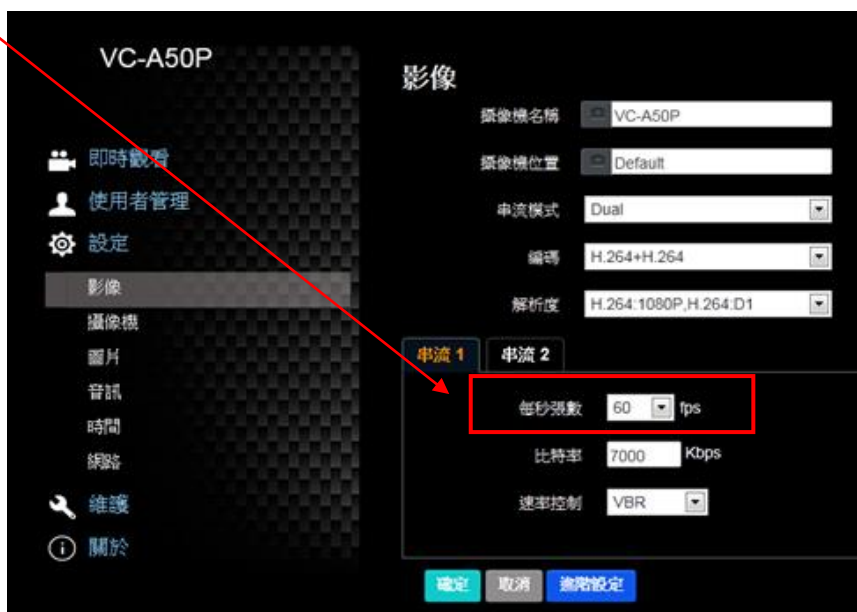 VC-A50P
即時觀看
使用者管理
設定
影像
攝像機
圖片
音訊
時間
網路
維護
關於
影像
攝像機名稱 VC-A50P
攝像機位置 Default
串流模式 Dual
編碼 H.264+H.264
解析度 H.264:1080P,H.264:D1
串流 1 串流 2
每秒張數 60 fps
比特率 7000 Kbps
速率控制 VBR
確定 取消 進階設定